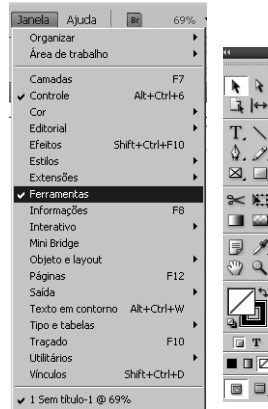 Janela Ajuda Br 69%
Organizar
Área de trabalho
Camadas F7
Controle Alt+Ctrl+6
Cor
Editorial
Efeitos Shift+Ctrl+F10
Estilos
Extensões
Ferramentas
Informações F8
Interativo
Mini Bridge
Objeto e layout
Páginas F12
Saída
Texto em contorno Alt+Ctrl+W
Tipo e tabelas
Traçado F10
Utilitários
Vínculos Shift+Ctrl+D
1 Sem título-1 @ 69%
T
T